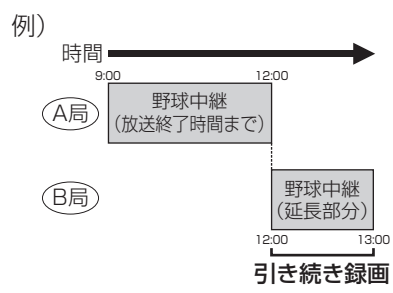 例）
時間
9:00 12:00
A局
野球中継
（放送終了時間まで）
B局
野球中継
（延長部分）
12:00 13:00
引き続き録画